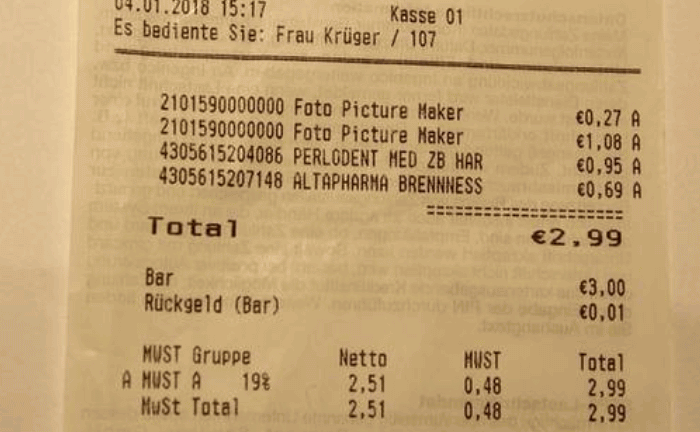 04.01.2018 15:17 Kasse 01
Es bediente Sie: Frau Krüger / 107
2101590000000 Foto Picture Maker €0,27 A
2101590000000 Foto Picture Maker €1,08 A
4305615204086 PERLODENT MED ZB HAR €0,95 A
4305615207148 ALTAPHARMA BRENNNESS €0,69 A
=====================
Total €2.99
Bar €3,00
Rückgeld (Bar) €0,01
MWST Gruppe Netto MWST Total
A MWST A 19% 2,51 0,48 2,99
MwSt Total 2,51 0,48 2,99